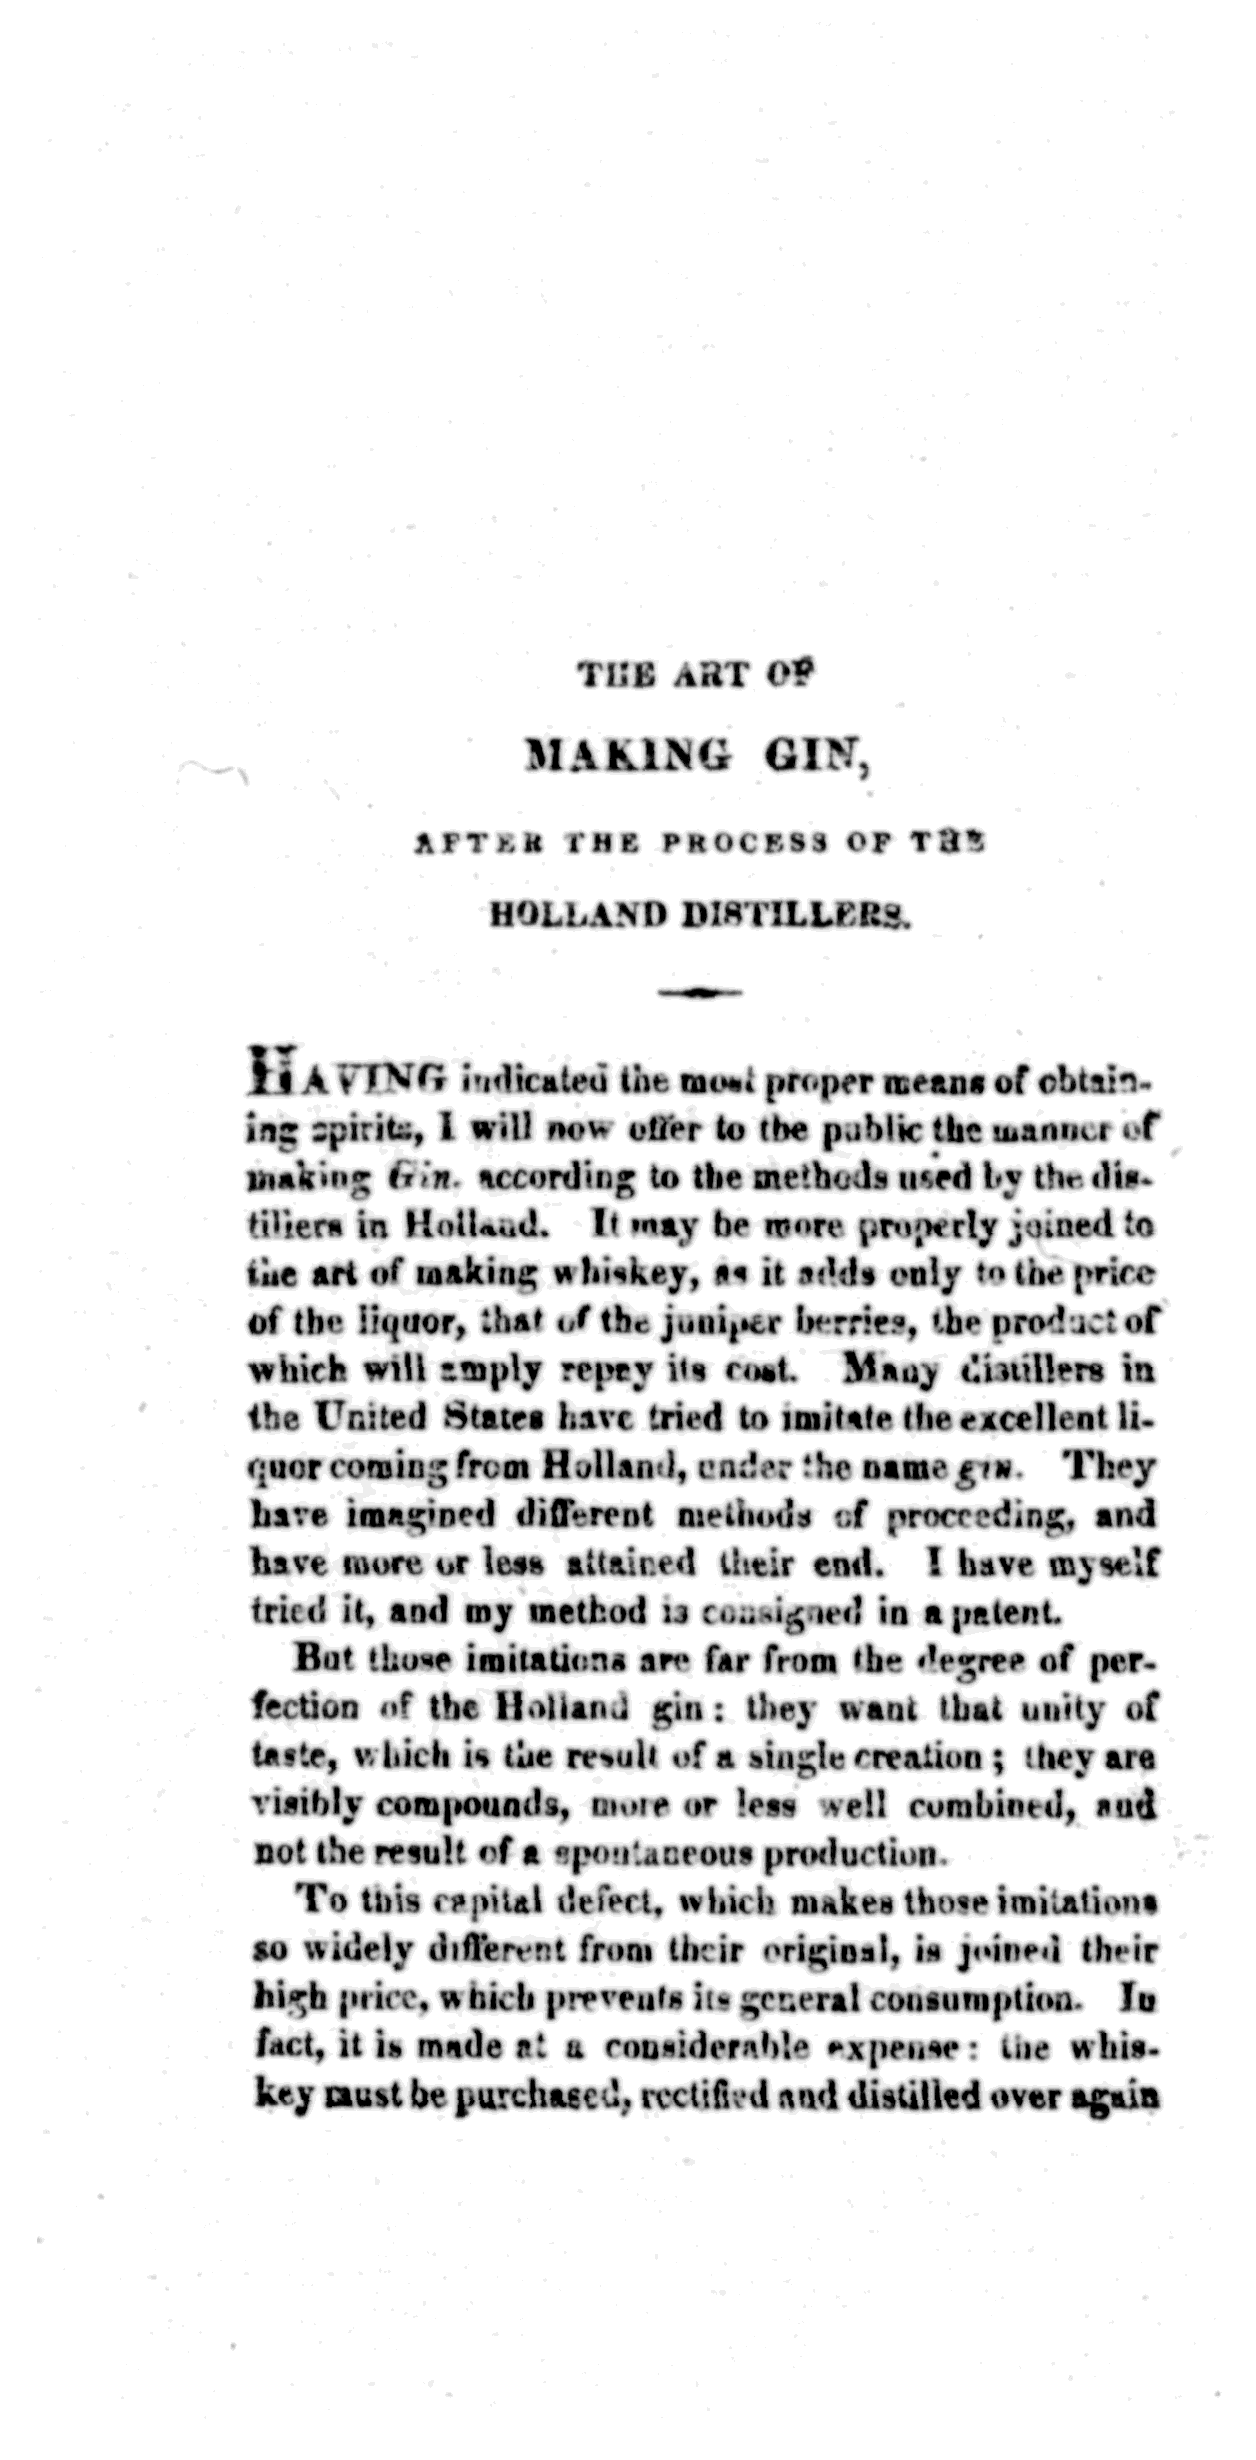 THE ART OF
MAKING GIN,
AFTER THE PROCESS OF THE
HOLLAND DISTILLERS.
HAVING indicated the most proper means of obtain-
ing spirits, I will now offer to the public the manner of
making Gin. according to the methods used by the dis-
tillers in Holland. It may be more properly joined to
the art of making whiskey, as it adds only to the price
of the liquor, that of the juniper berries, the product of
which will amply repay its cost. Many distillers in
the United States have tried to imitate the excellent li-
quor coming from Holland, under the name gin. They
have imagined different methods of proceeding, and
have more or less attained their end. I have myself
tried it, and my method is consigned in a patent.
But those imitations are far from the degree of per-
fection of the Holland gin: they want that unity of
taste, which is the result of a single creation; they are
visibly compounds, more or less well combined, and
not the result of a spontaneous production.
To this capital defect, which makes those imitations
so widely different from their original, is joined their
high price, which prevents its general consumption. In
fact, it is made at a considerable expense: the whis-
key must be purchased, rectified and distilled over again